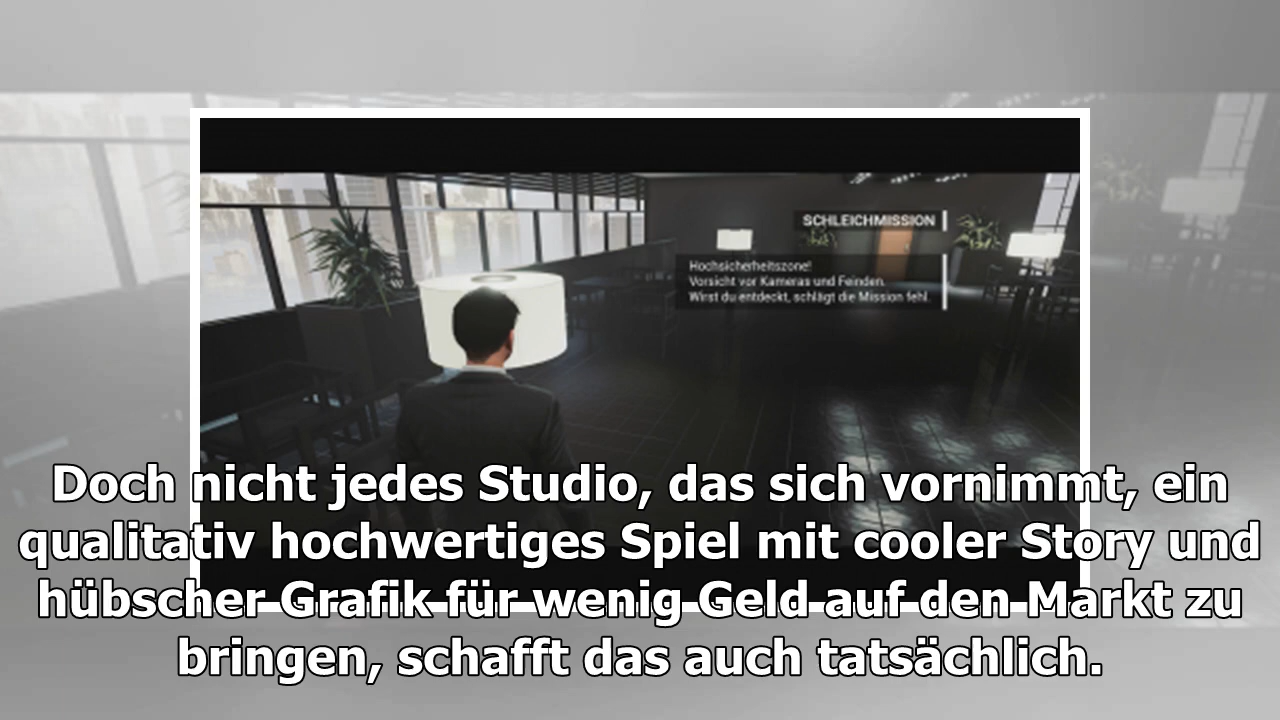 SCHLEICHMISSION
Hochsicherheitszone!
Vorsicht vor Kameras und Feinden.
Wirst du entdeckt, schlägt die Mission fehl.
Doch nicht jedes Studio, das sich vornimmt, ein
qualitativ hochwertiges Spiel mit cooler Story und
hübscher Grafik für wenig Geld auf den Markt zu
bringen, schafft das auch tatsächlich.